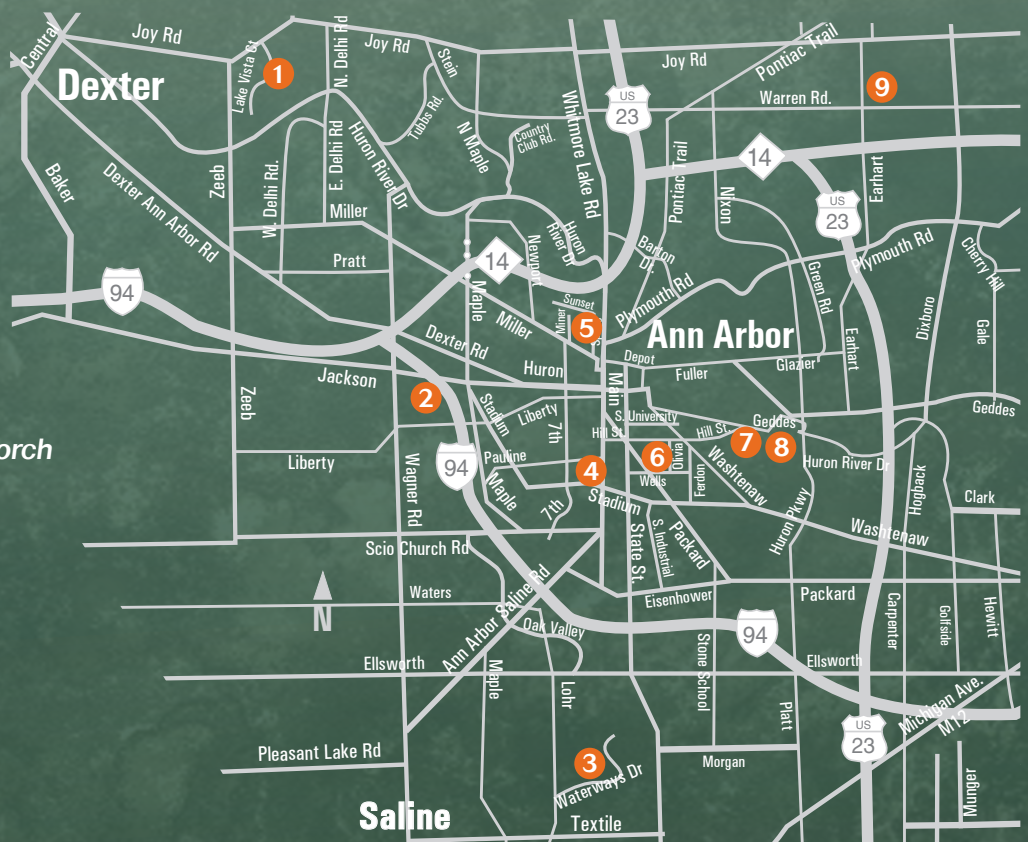 Central
Joy Rd
N. Delhi Rd
Joy Rd
Stein
Joy Rd
Pontiac Trail
Dexter
Lake Vista Ct
1
US
23
9
Warren Rd.
Tubbs Rd.
N Maple
Country
Club Rd.
Whitmore Lake Rd
14
Baker
Zeeb
W. Delhi Rd.
E. Delhi Rd
Huron River Dr
Pontiac Trail
Nixon
Earhart
US
23
Dexter Ann Arbor Rd
Miller
Huron
River Dr
Barton
Dr.
Plymouth Rd
Cherry Hill
Pratt
Newport
14
94
Maple
Miller
Sunset
Miner
5
Plymouth Rd
Green Rd
Earhart
Dixboro
Gale
Ann Arbor
Dexter Rd
Huron
Depot
Fuller
Glazier
Jackson
2
Main
Zeeb
Stadium
Liberty
7th
S. University
Hill St.
Hill St.
Geddes
Geddes
7
8
orch
Liberty
Wagner Rd
94
Pauline
Maple
4
6
Olivia
Wells
Ferdon
Washtenaw
Huron River Dr
Hogback
Clark
7th
Stadium
State St.
S. Industrial
Packard
Huron Pkwy
Washtenaw
Scio Church Rd
N
Waters
Ann Arbor Saline Rd
Eisenhower
Packard
Carpenter
Golfside
Hewitt
Oak Valley
94
Stone School
Ellsworth
Maple
Lohr
Ellsworth
Platt
Michigan Ave.
M12
US
23
Pleasant Lake Rd
3
Waterways Dr
Morgan
Munger
Saline
Textile